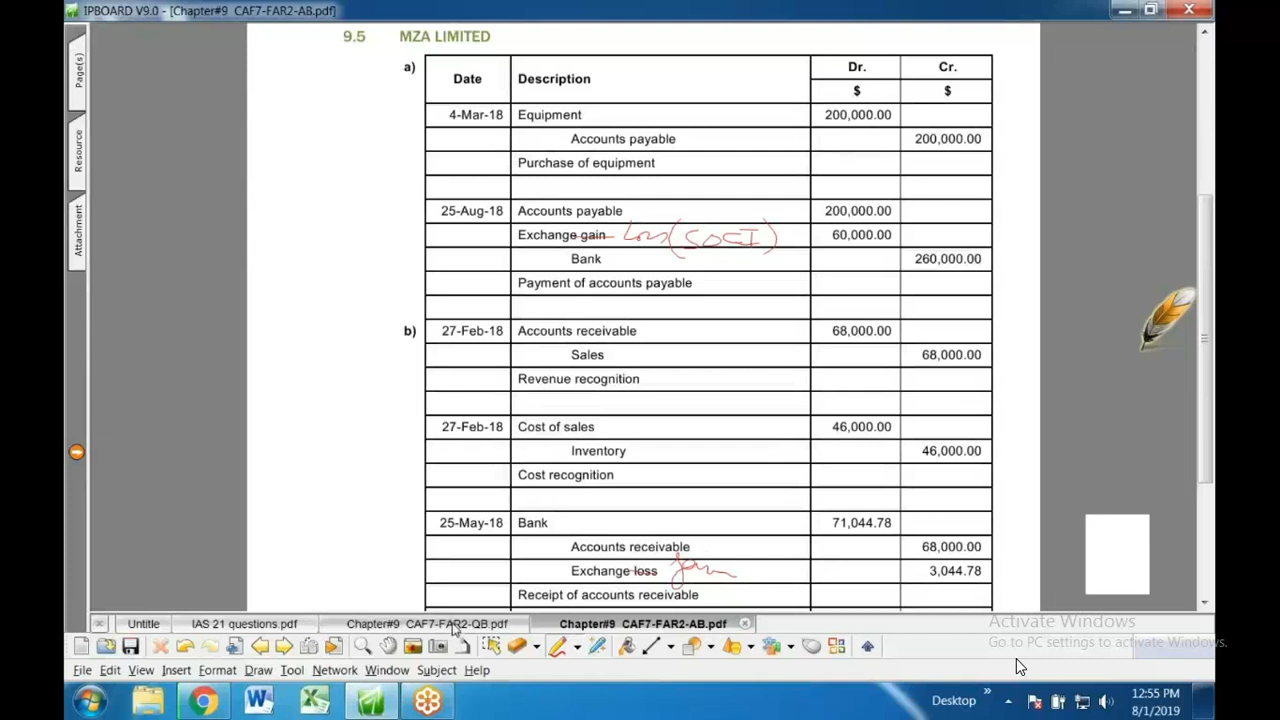 IPBOARD V9.0 - [Chapter#9 CAF7-FAR2-AB.pdf]
Page(s)
Resource
Attachment
9.5 MZA LIMITED
a) Date Description Dr. Cr.
$ $
4-Mar-18 Equipment 200,000.00
Accounts payable 200,000.00
Purchase of equipment
25-Aug-18 Accounts payable 200,000.00
Exchange gain Loss (SOCI) 60,000.00
Bank 260,000.00
Payment of accounts payable
b) 27-Feb-18 Accounts receivable 68,000.00
Sales 68,000.00
Revenue recognition
27-Feb-18 Cost of sales 46,000.00
Inventory 46,000.00
Cost recognition
25-May-18 Bank 71,044.78
Accounts receivable 68,000.00
Exchange loss gain 3,044.78
Receipt of accounts receivable
Untitle IAS 21 questions.pdf Chapter#9 CAF7-FAR2-QB.pdf Chapter#9 CAF7-FAR2-AB.pdf
Activate Windows
Go to PC settings to activate Windows.
File Edit View Insert Format Draw Tool Network Window Subject Help
Desktop
12:55 PM
8/1/2019